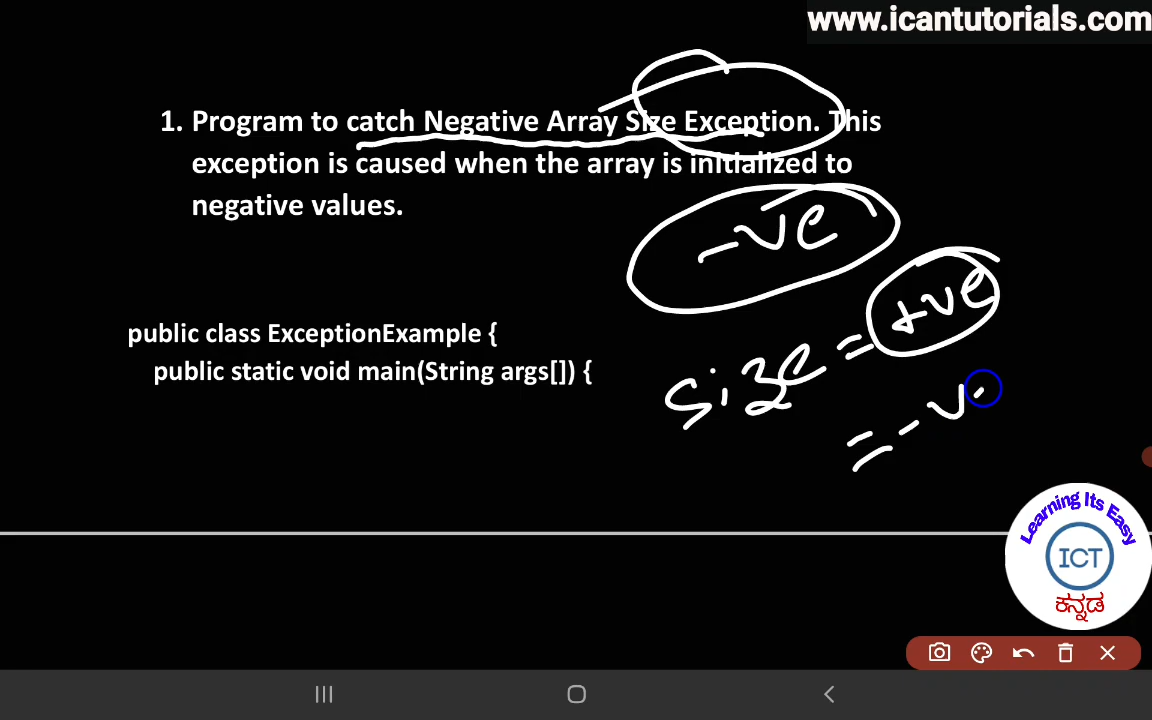 www.icantutorials.com
1. Program to catch Negative Array Size Exception. This
exception is caused when the array is initialized to
negative values.
-ve
public class ExceptionExample {
public static void main(String args[]) {
size = +ve
= - v
Learning Its Easy
ICT
ಕನ್ನಡ